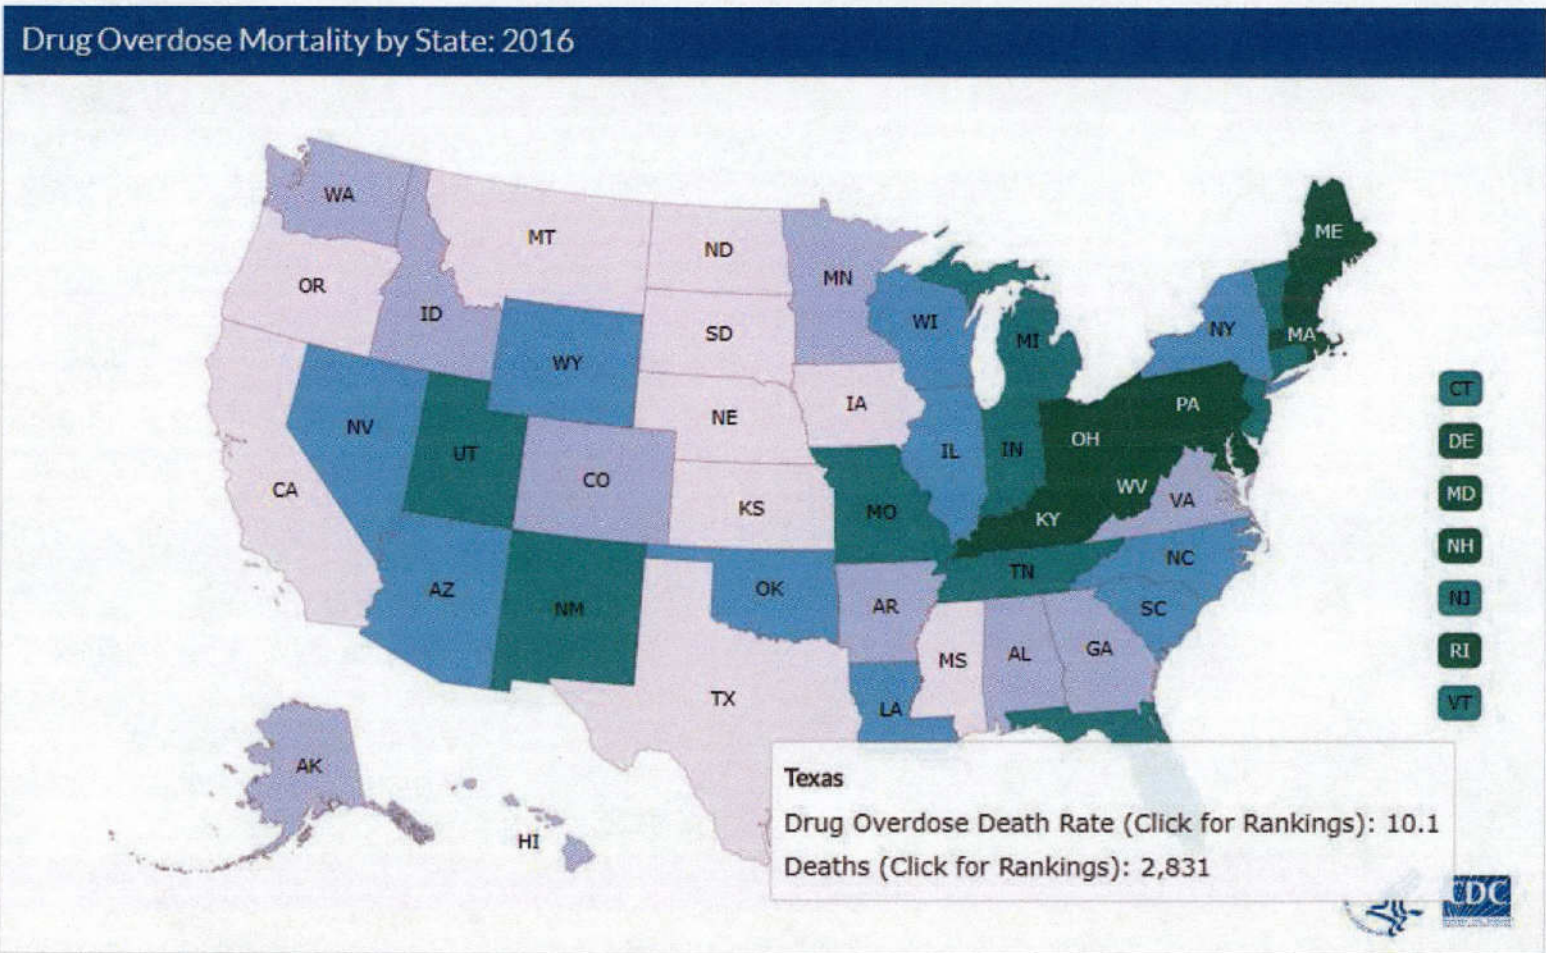 Drug Overdose Mortality by State: 2016
WA
MT
ND
MN
ME
OR
ID
SD
WI
MI
NY
MA
WY
NE
IA
PA
CT
NV
UT
CO
IL
IN
OH
DE
CA
KS
MO
WV
VA
MD
KY
NH
AZ
NM
OK
AR
TN
NC
SC
NJ
TX
MS
AL
GA
RI
LA
VT
AK
HI
Texas
Drug Overdose Death Rate (Click for Rankings): 10.1
Deaths (Click for Rankings): 2,831
CDC